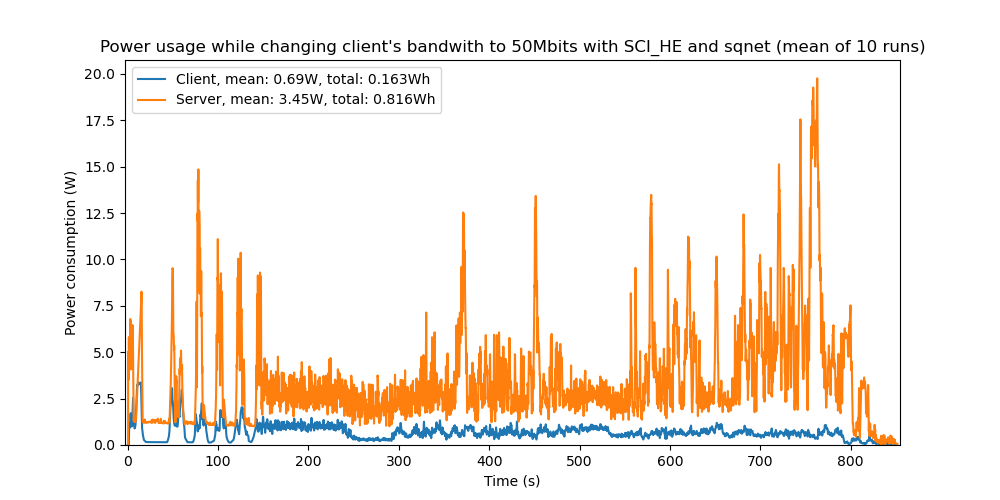 Power usage while changing client's bandwith to 50Mbits with SCI_HE and sqnet (mean of 10 runs)
Client, mean: 0.69W, total: 0.163Wh
Server, mean: 3.45W, total: 0.816Wh
Power consumption (W)
20.0
17.5
15.0
12.5
10.0
7.5
5.0
2.5
0.0
0 100 200 300 400 500 600 700 800
Time (s)